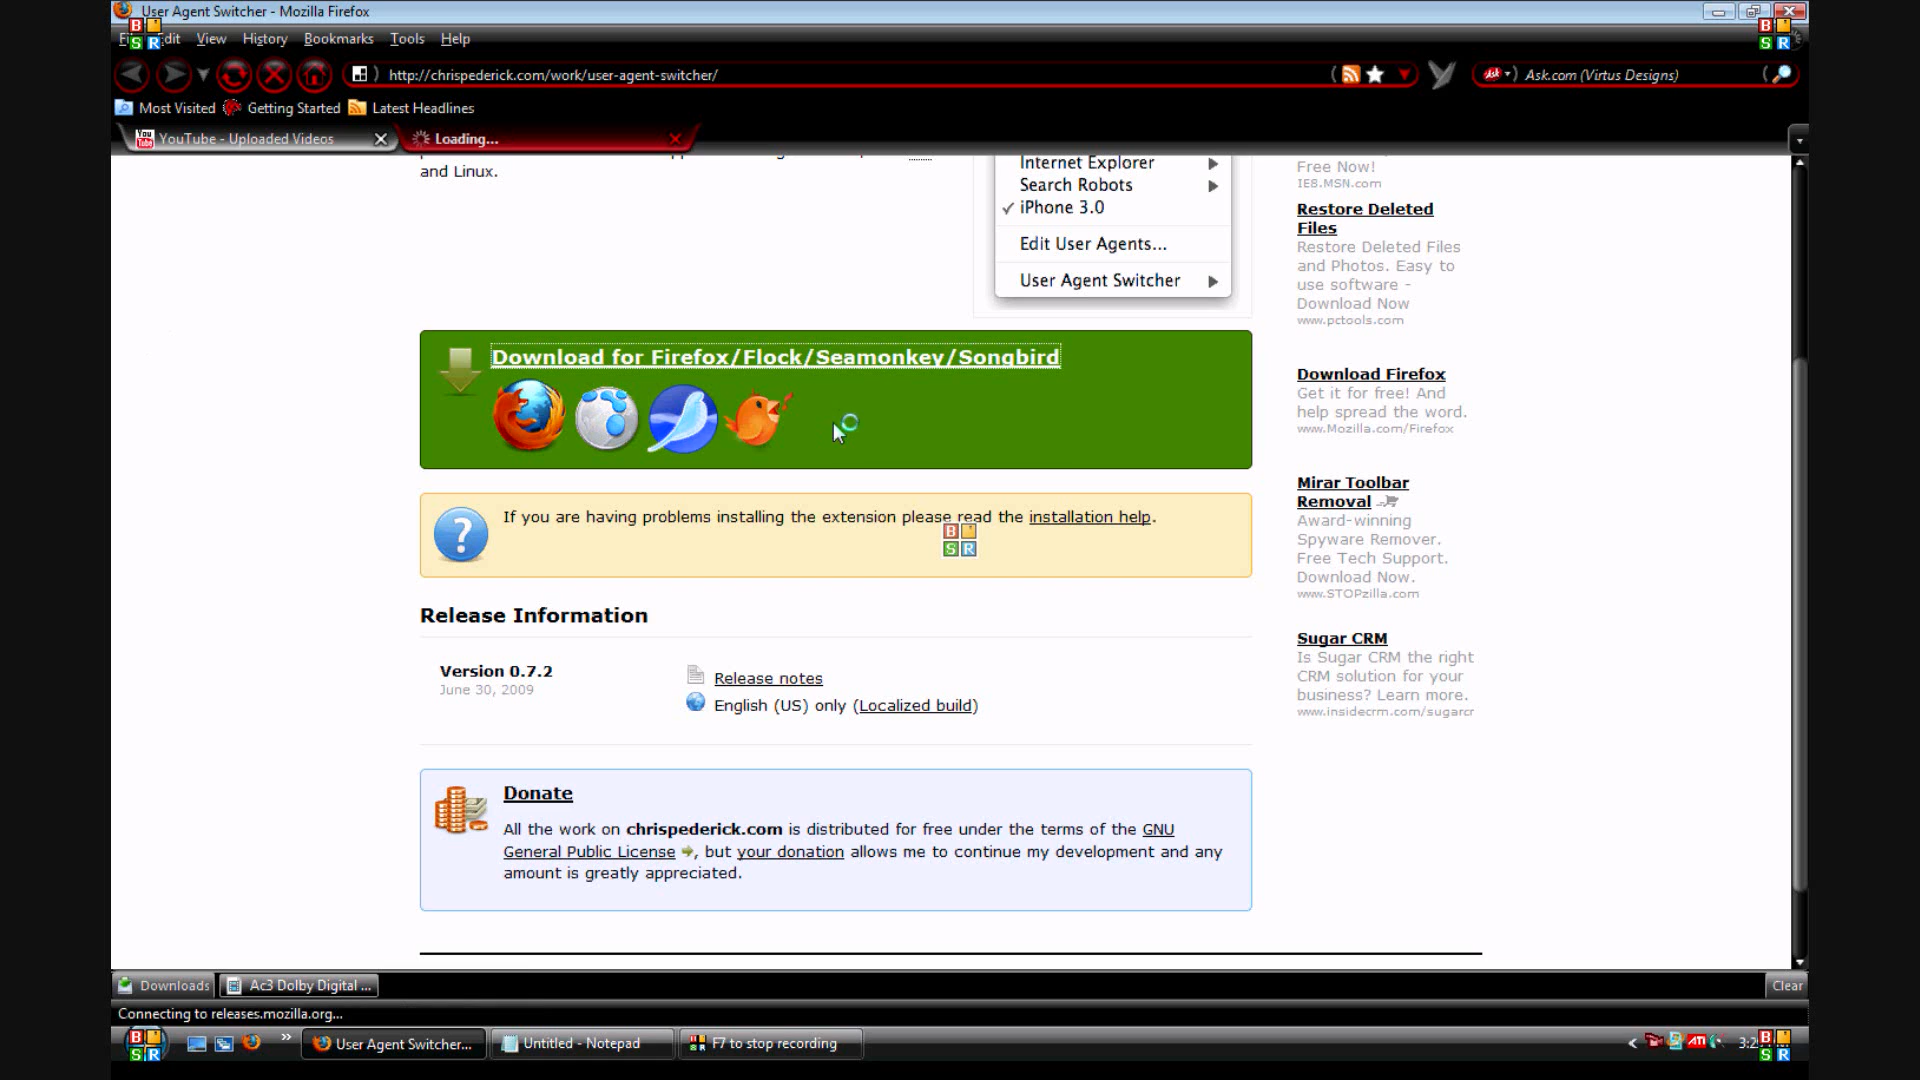 User Agent Switcher - Mozilla Firefox
Edit View History Bookmarks Tools Help
http://chrispederick.com/work/user-agent-switcher/
Ask.com (Virtus Designs)
Most Visited Getting Started Latest Headlines
YouTube - Uploaded Videos
Loading...
and Linux.
Internet Explorer
Search Robots
iPhone 3.0
Edit User Agents...
User Agent Switcher
Free Now!
IE8.MSN.com
Restore Deleted
Files
Restore Deleted Files
and Photos. Easy to
use software -
Download Now
www.pctools.com
Download for Firefox/Flock/Seamonkey/Songbird
Download Firefox
Get it for free! And
help spread the word.
www.Mozilla.com/Firefox
If you are having problems installing the extension please read the installation help.
B S R
Mirar Toolbar
Removal
Award-winning
Spyware Remover.
Free Tech Support.
Download Now.
www.STOPzilla.com
Release Information
Version 0.7.2
June 30, 2009
Release notes
English (US) only (Localized build)
Sugar CRM
Is Sugar CRM the right
CRM solution for your
business? Learn more.
www.insidecrm.com/sugarcr
Donate
All the work on chrispederick.com is distributed for free under the terms of the GNU
General Public License, but your donation allows me to continue my development and any
amount is greatly appreciated.
Downloads
Ac3 Dolby Digital ...
Clear
Connecting to releases.mozilla.org...
User Agent Switcher...
Untitled - Notepad
F7 to stop recording
ATI